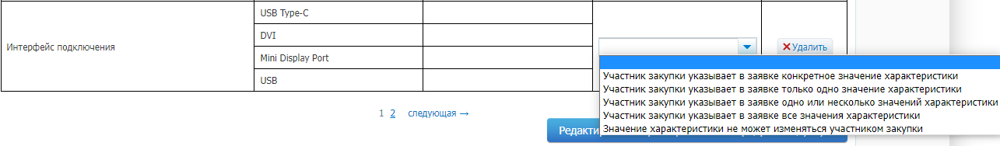 USB Type-C
DVI
Интерфейс подключения
Mini Display Port
USB
Удалить
Участник закупки указывает в заявке конкретное значение характеристики
Участник закупки указывает в заявке только одно значение характеристики
Участник закупки указывает в заявке одно или несколько значений характеристики
Участник закупки указывает в заявке все значения характеристики
Значение характеристики не может изменяться участником закупки
1 2 следующая →